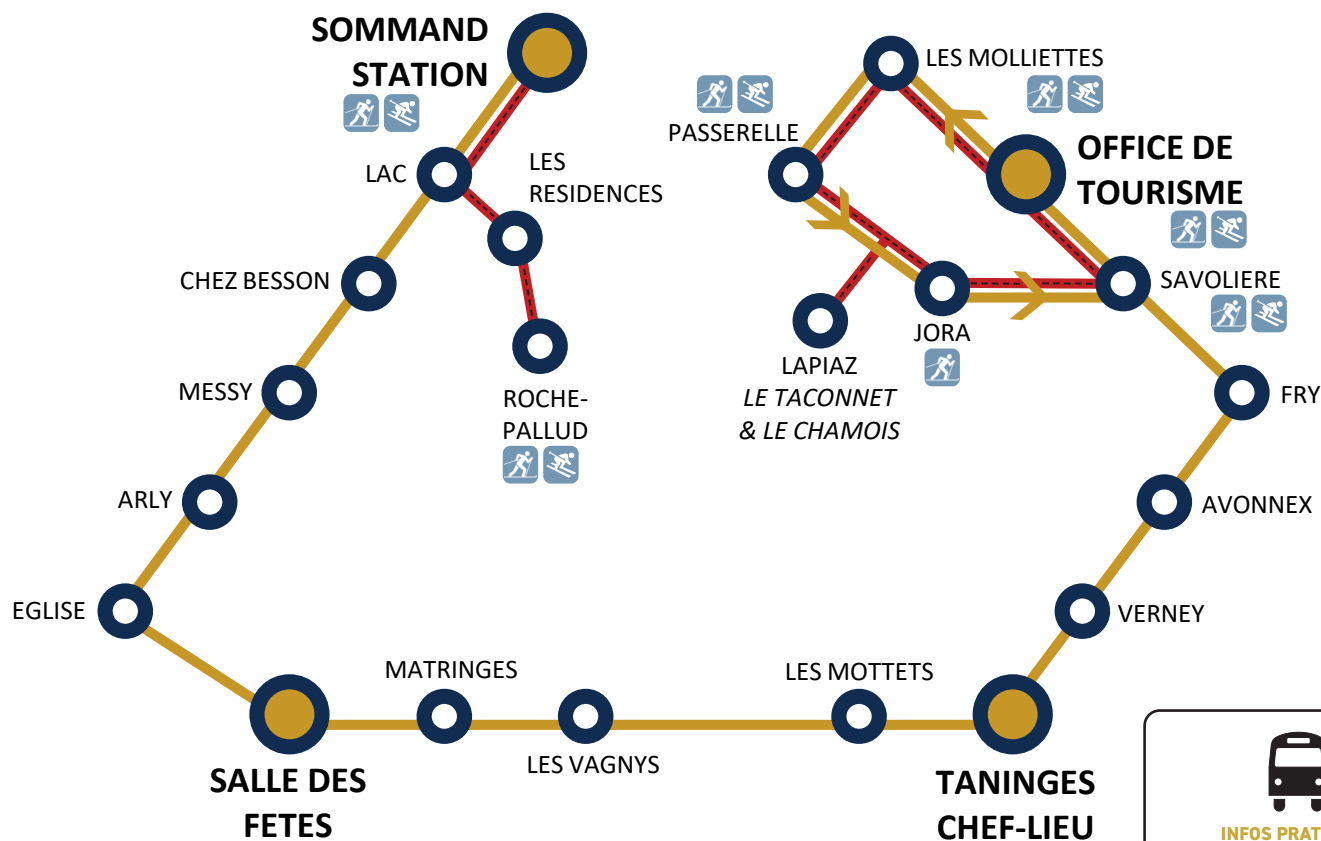 SOMMAND
STATION
LES MOLLIETTES
PASSERELLE
OFFICE DE
TOURISME
LAC
LES
RESIDENCES
CHEZ BESSON
SAVOLIERE
JORA
LAPIAZ
LE TACONNET
& LE CHAMOIS
MESSY
ROCHE-
PALLUD
FRY
ARLY
AVONNEX
EGLISE
VERNEY
MATRINGES
LES MOTTETS
LES VAGNYS
SALLE DES
FETES
TANINGES
CHEF-LIEU
INFOS PRAT